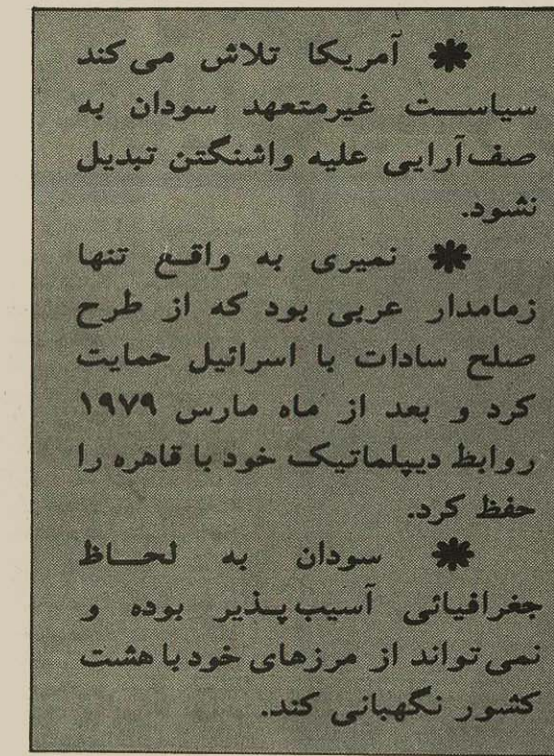 ❋ آمریکا تلاش می‌کند
سیاست غیرمتعهد سودان به
صف‌آرایی علیه واشنگتن تبدیل
نشود.
❋ نمیری به واقع تنها
زمامدار عربی بود که از طرح
صلح سادات با اسرائیل حمایت
کرد و بعد از ماه مارس ۱۹۷۹
روابط دیپلماتیک خود با قاهره را
حفظ کرد.
❋ سودان به لحاظ
جغرافیائی آسیب‌پذیر بوده و
نمی‌تواند از مرزهای خود با هشت
کشور نگهبانی کند.